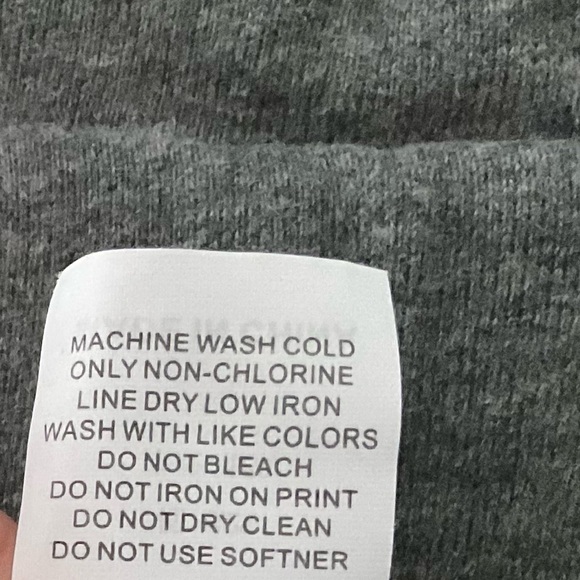 MACHINE WASH COLD
ONLY NON-CHLORINE
LINE DRY LOW IRON
WASH WITH LIKE COLORS
DO NOT BLEACH
DO NOT IRON ON PRINT
DO NOT DRY CLEAN
DO NOT USE SOFTNER